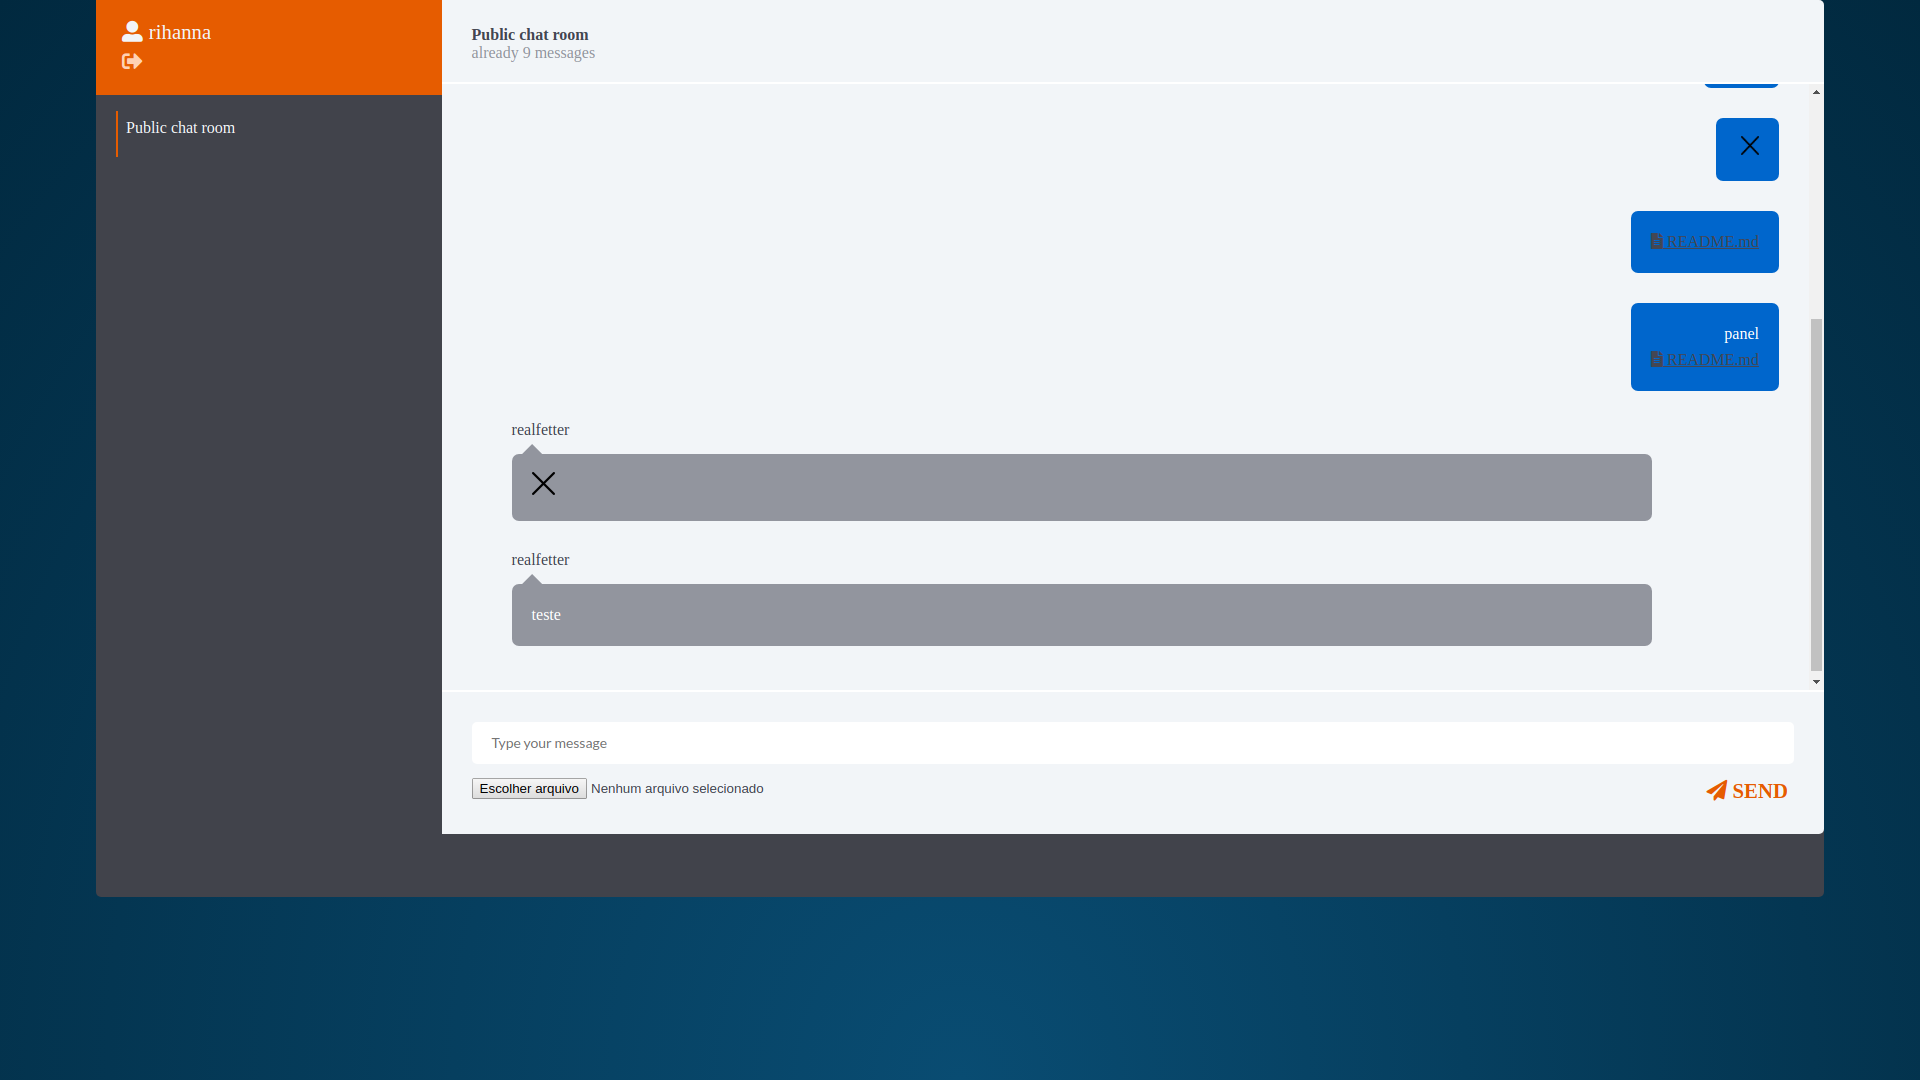 rihanna
Public chat room
Public chat room
already 9 messages
README.md
panel
README.md
realfetter
realfetter
teste
Type your message
Escolher arquivo Nenhum arquivo selecionado
SEND